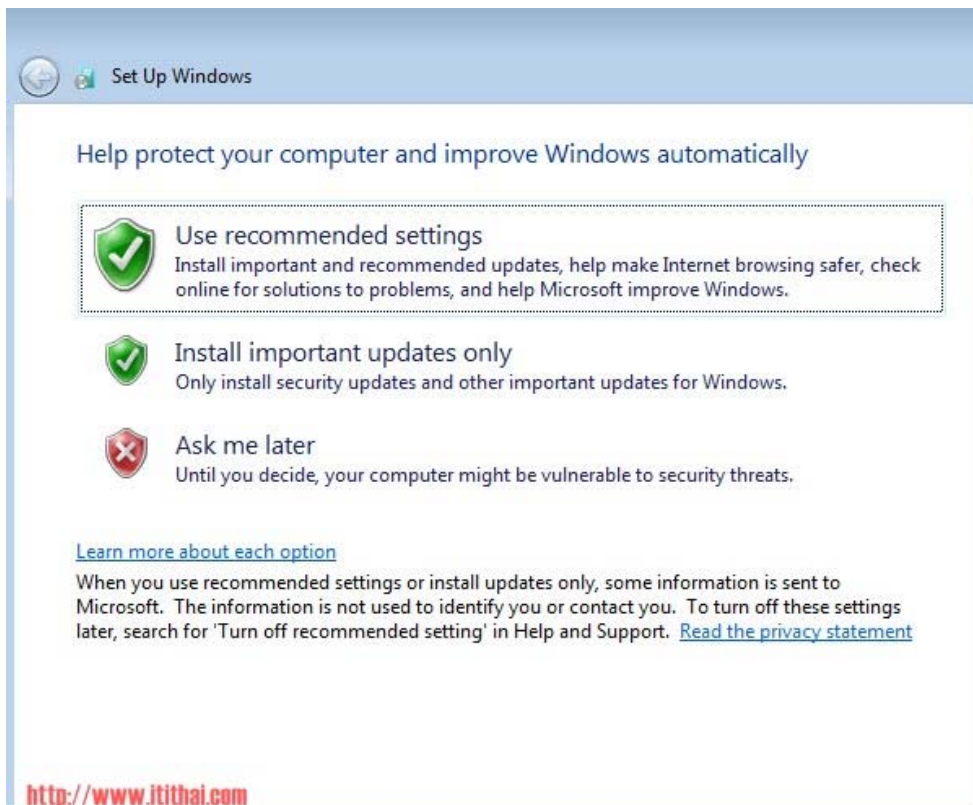 Set Up Windows
Help protect your computer and improve Windows automatically
Use recommended settings
Install important and recommended updates, help make Internet browsing safer, check
online for solutions to problems, and help Microsoft improve Windows.
Install important updates only
Only install security updates and other important updates for Windows.
Ask me later
Until you decide, your computer might be vulnerable to security threats.
Learn more about each option
When you use recommended settings or install updates only, some information is sent to
Microsoft. The information is not used to identify you or contact you. To turn off these settings
later, search for 'Turn off recommended setting' in Help and Support. Read the privacy statement
http://www.itithai.com